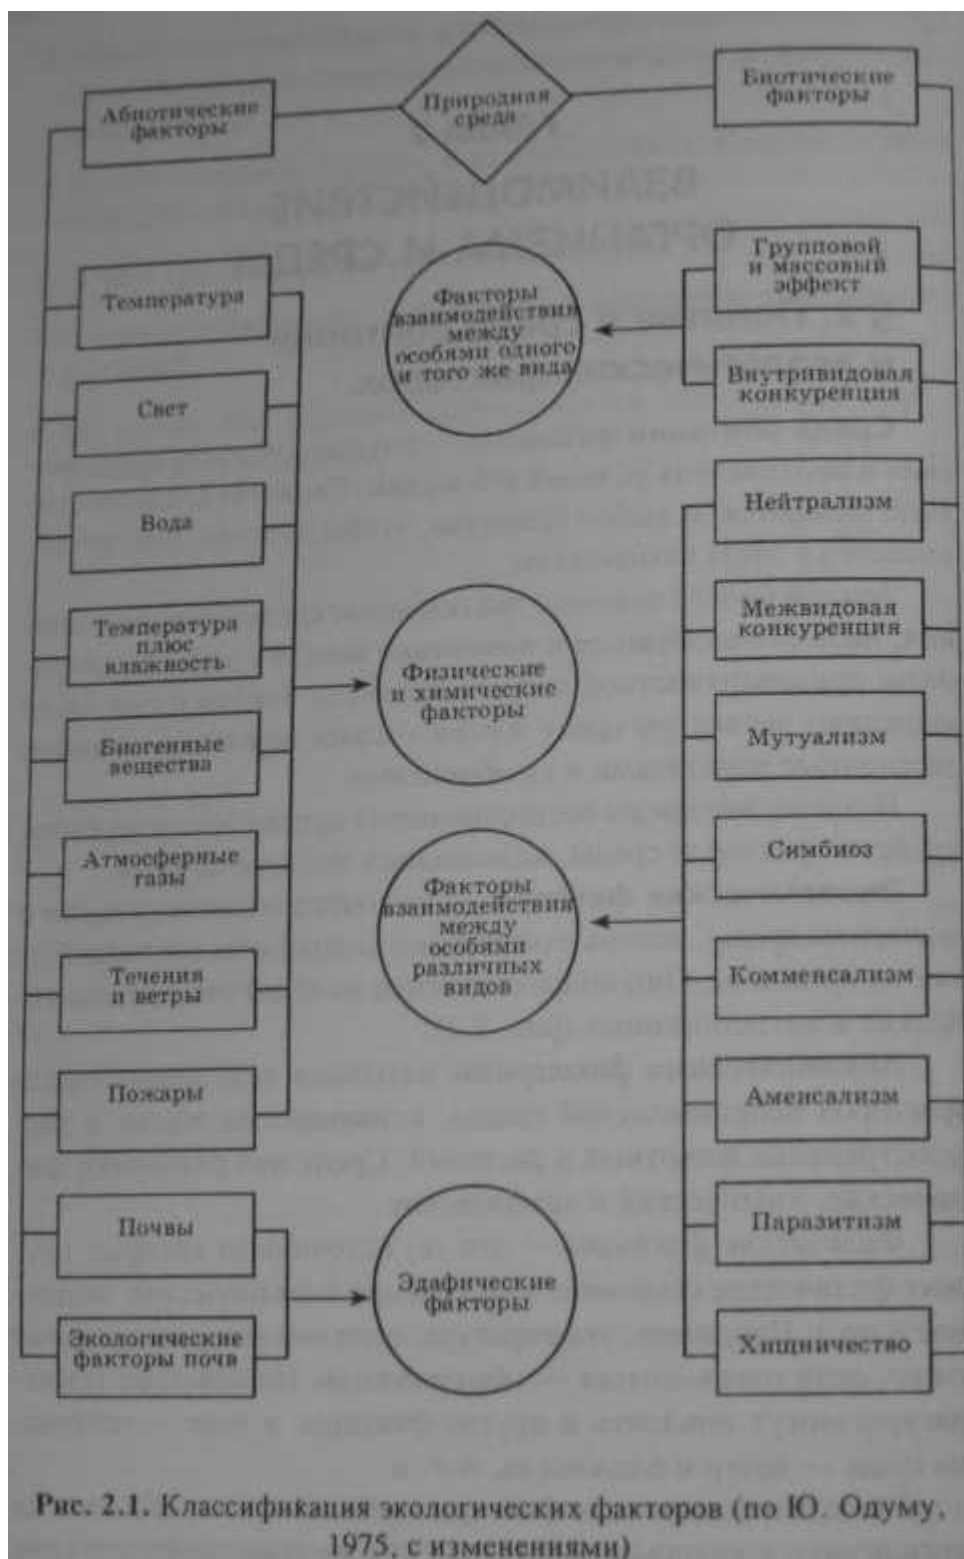 Природная
среда
Абиотические
факторы
Биотические
факторы
Температура
Свет
Вода
Температура
плюс
влажность
Биогенные
вещества
Атмосферные
газы
Течения
и ветры
Пожары
Почвы
Экологические
факторы почв
Факторы
взаимодействия
между
особями одного
и того же вида
Физические
и химические
факторы
Факторы
взаимодействия
между
особями
различных
видов
Эдафические
факторы
Групповой
и массовый
эффект
Внутривидовая
конкуренция
Нейтрализм
Межвидовая
конкуренция
Мутуализм
Симбиоз
Комменсализм
Аменсализм
Паразитизм
Хищничество
Рис. 2.1. Классификация экологических факторов (по Ю. Одуму,
1975, с изменениями)